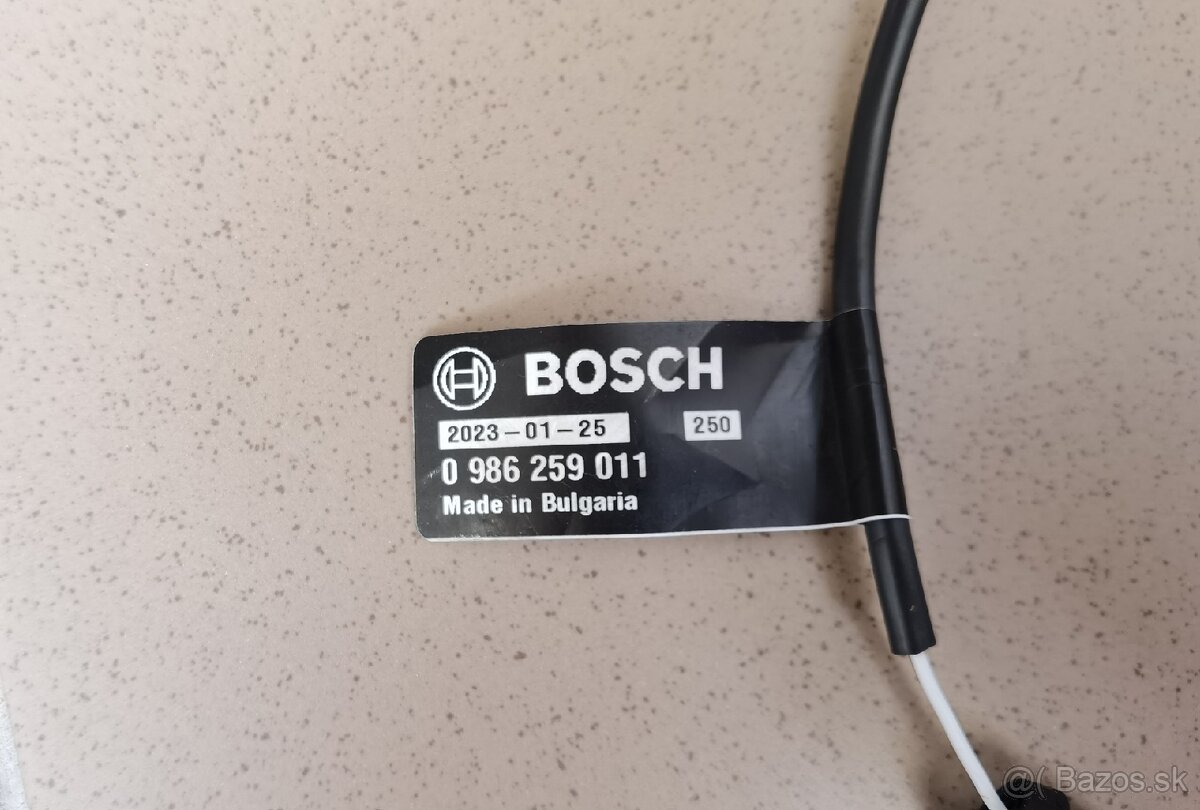 BOSCH
2023-01-25 250
0 986 259 011
Made in Bulgaria
@( Bazos.sk